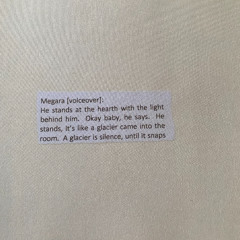 Megara [voiceover]:
He stands at the hearth with the light
behind him. Okay baby, he says. He
stands, it's like a glacier came into the
room. A glacier is silence, until it snaps